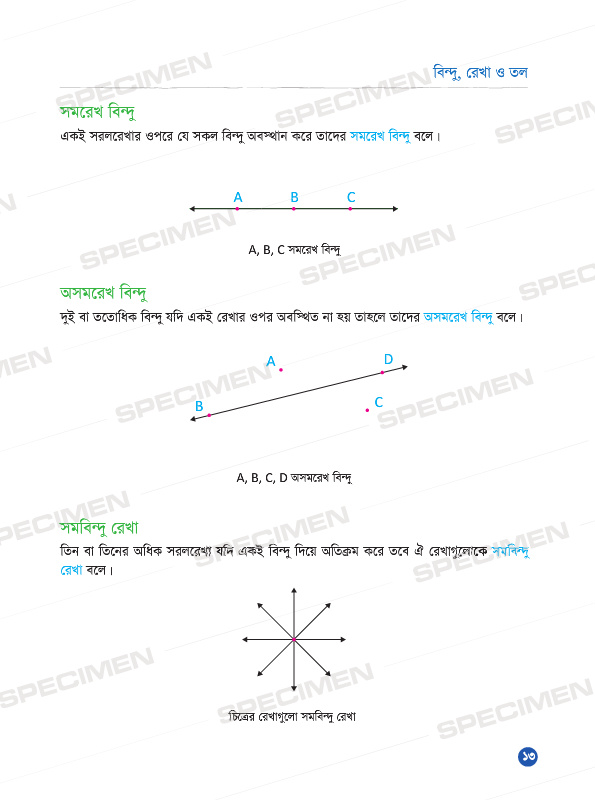 বিন্দু, রেখা ও তল
সমরেখ বিন্দু
একই সরলরেখার ওপরে যে সকল বিন্দু অবস্থান করে তাদের সমরেখ বিন্দু বলে।
A B C
A, B, C সমরেখ বিন্দু
অসমরেখ বিন্দু
দুই বা ততোধিক বিন্দু যদি একই রেখার ওপর অবস্থিত না হয় তাহলে তাদের অসমরেখ বিন্দু বলে।
A
D
B
C
A, B, C, D অসমরেখ বিন্দু
সমবিন্দু রেখা
তিন বা তিনের অধিক সরলরেখা যদি একই বিন্দু দিয়ে অতিক্রম করে তবে ঐ রেখাগুলোকে সমবিন্দু
রেখা বলে।
চিত্রের রেখাগুলো সমবিন্দু রেখা
১৩
SPECIMEN
SPECIMEN
SPECIMEN
SPECIMEN
SPECIMEN
SPECIMEN
SPECIMEN
SPECIMEN
SPECIMEN
SPECIMEN
SPECIMEN
SPECIMEN
SPECIMEN
SPECIMEN